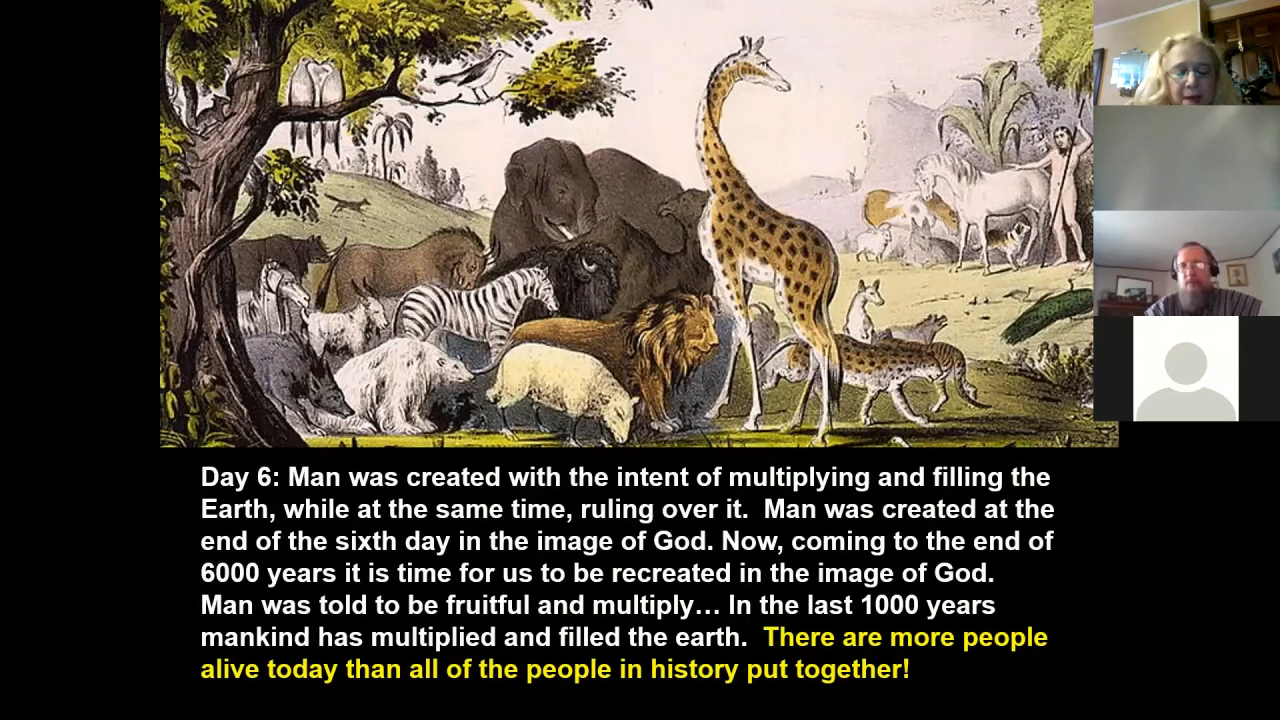 Day 6: Man was created with the intent of multiplying and filling the
Earth, while at the same time, ruling over it.  Man was created at the
end of the sixth day in the image of God. Now, coming to the end of
6000 years it is time for us to be recreated in the image of God.
Man was told to be fruitful and multiply… In the last 1000 years
mankind has multiplied and filled the earth.  There are more people
alive today than all of the people in history put together!